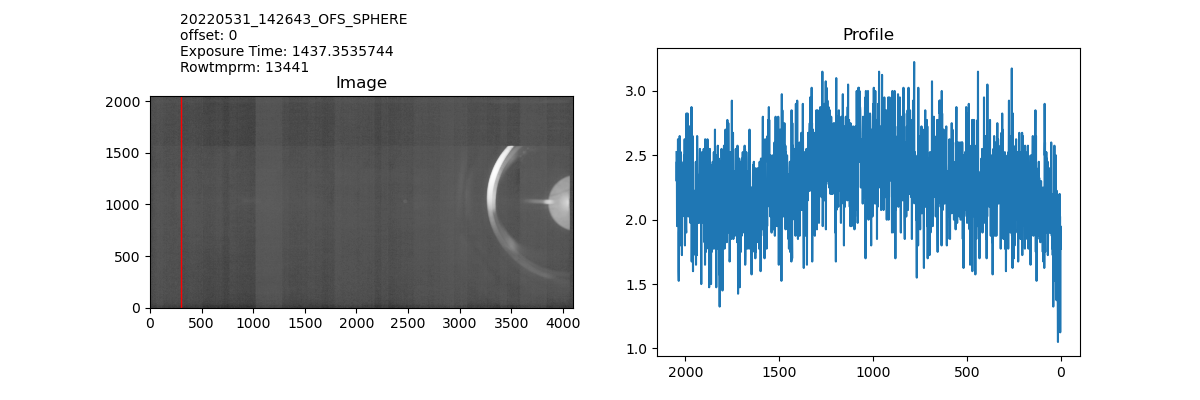 20220531_142643_OFS_SPHERE
offset: 0
Exposure Time: 1437.3535744
Rowtmprm: 13441
Image
2000
1500
1000
500
0
0 500 1000 1500 2000 2500 3000 3500 4000
Profile
3.0
2.5
2.0
1.5
1.0
2000 1500 1000 500 0